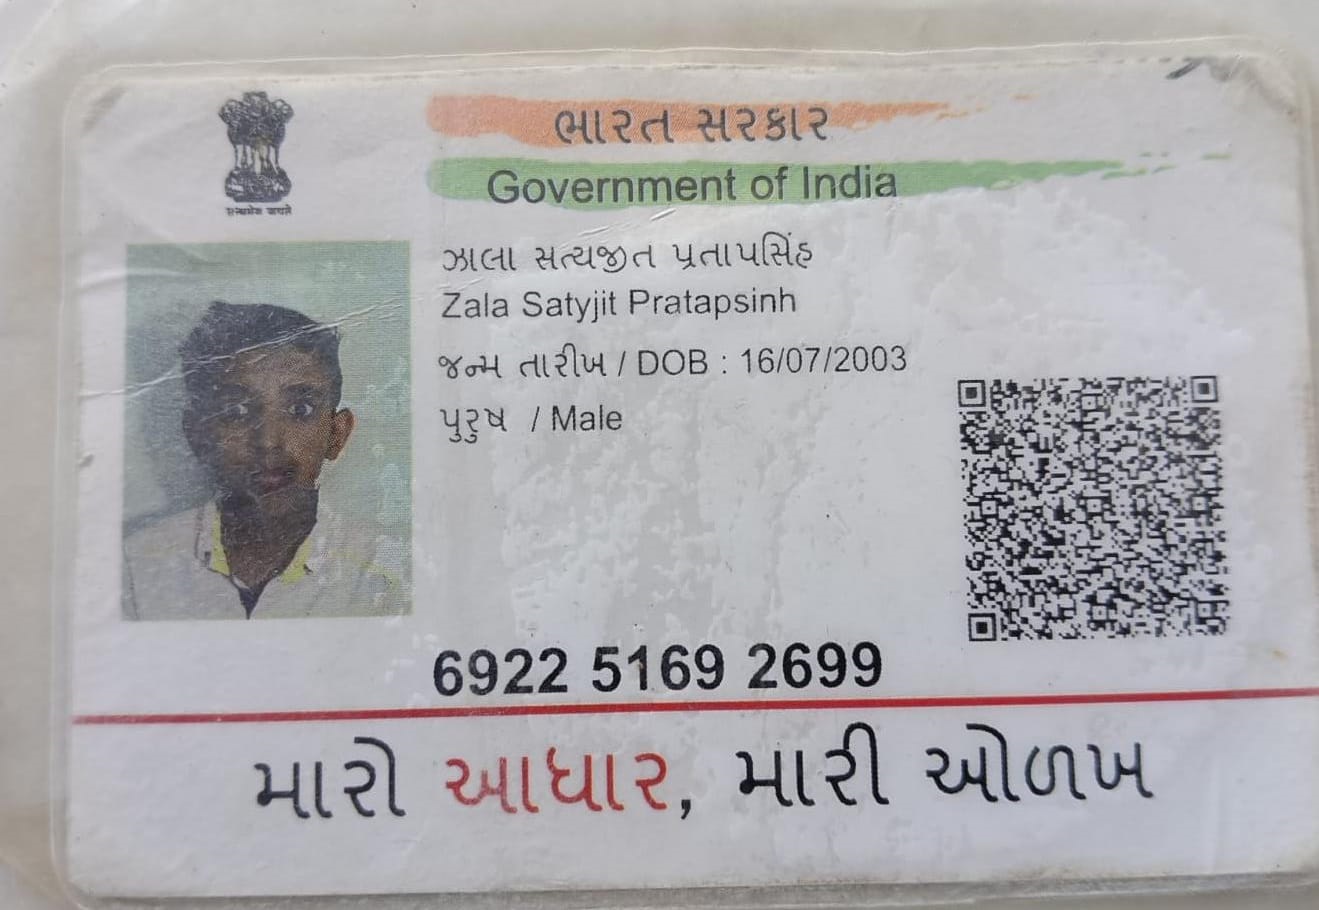 ભારત સરકાર
Government of India
सत्यमेव जयते
ઝાલા સત્યજીત પ્રતાપસિંહ
Zala Satyjit Pratapsinh
જન્મ તારીખ / DOB : 16/07/2003
પુરુષ / Male
6922 5169 2699
મારો આધાર, મારી ઓળખ